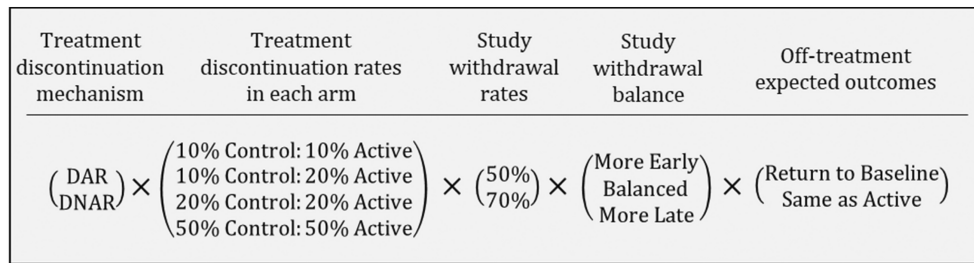 Treatment discontinuation mechanism
Treatment discontinuation rates in each arm
Study withdrawal rates
Study withdrawal balance
Off-treatment expected outcomes
(DAR
DNAR)
×
(10% Control: 10% Active
10% Control: 20% Active
20% Control: 20% Active
50% Control: 50% Active)
×
(50%
70%)
×
(More Early
Balanced
More Late)
×
(Return to Baseline
Same as Active)